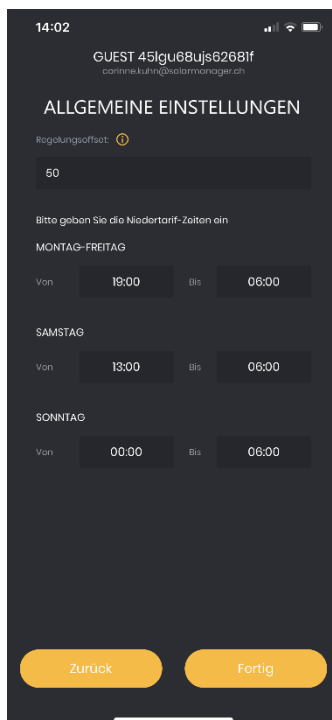 14:02
GUEST 45lgu68ujs6268lf
corinne.kuhn@solarmanager.ch
ALLGEMEINE EINSTELLUNGEN
Regelungsoffset: i
50
Bitte geben Sie die Niedertarif-Zeiten ein
MONTAG-FREITAG
Von 19:00 Bis 06:00
SAMSTAG
Von 13:00 Bis 06:00
SONNTAG
Von 00:00 Bis 06:00
Zurück Fertig